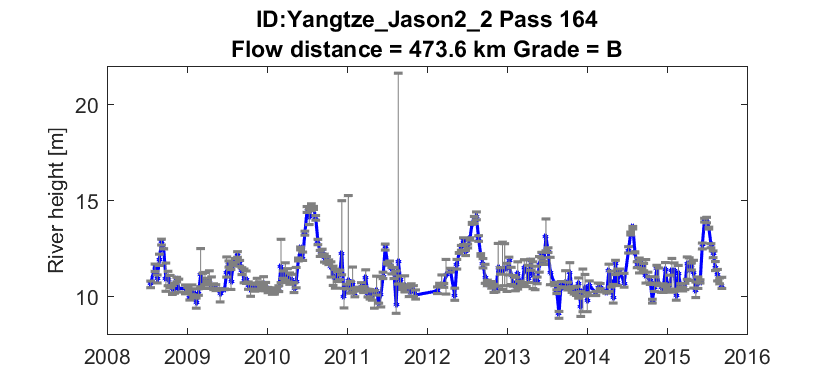 ID:Yangtze_Jason2_2 Pass 164
Flow distance = 473.6 km Grade = B
River height [m]
20
15
10
2008 2009 2010 2011 2012 2013 2014 2015 2016